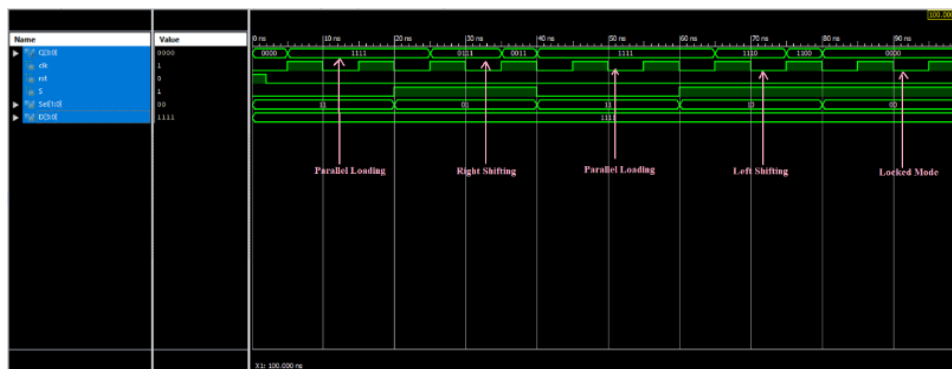 100.000
Name Value
0 ns 10 ns 20 ns 30 ns 40 ns 50 ns 60 ns 70 ns 80 ns 90 ns
Q[3:0] 0000 0000 1111 0111 0011 1111 1110 1100 0000
clk 1
rst 0
S 1
Sel[1:0] 00 11 01 11 10 00
D[3:0] 1111 1111
Parallel Loading Right Shifting Parallel Loading Left Shifting Locked Mode
X1: 100.000 ns